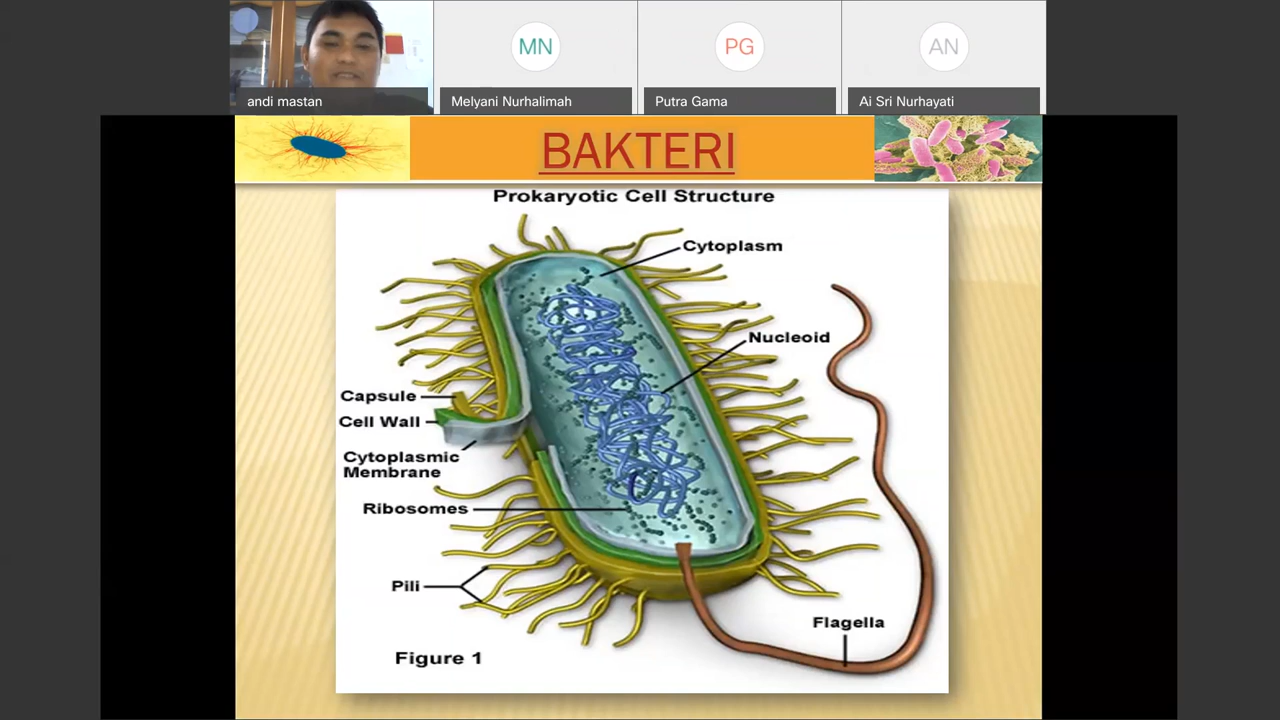 MN
PG
AN
andi mastan
Melyani Nurhalimah
Putra Gama
Ai Sri Nurhayati
BAKTERI
Prokaryotic Cell Structure
Cytoplasm
Nucleoid
Capsule
Cell Wall
Cytoplasmic
Membrane
Ribosomes
Pili
Flagella
Figure 1